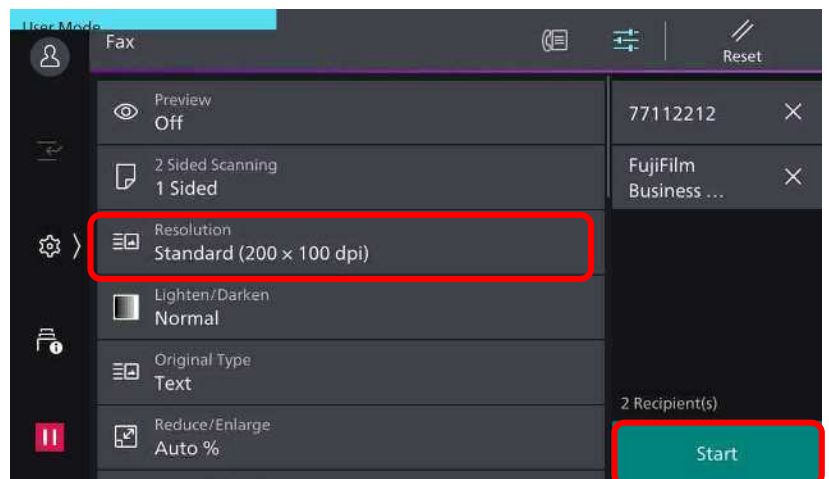 User Mode
Fax
Reset
Preview
Off
2 Sided Scanning
1 Sided
Resolution
Standard (200 × 100 dpi)
Lighten/Darken
Normal
Original Type
Text
Reduce/Enlarge
Auto %
77112212
FujiFilm
Business ...
2 Recipient(s)
Start